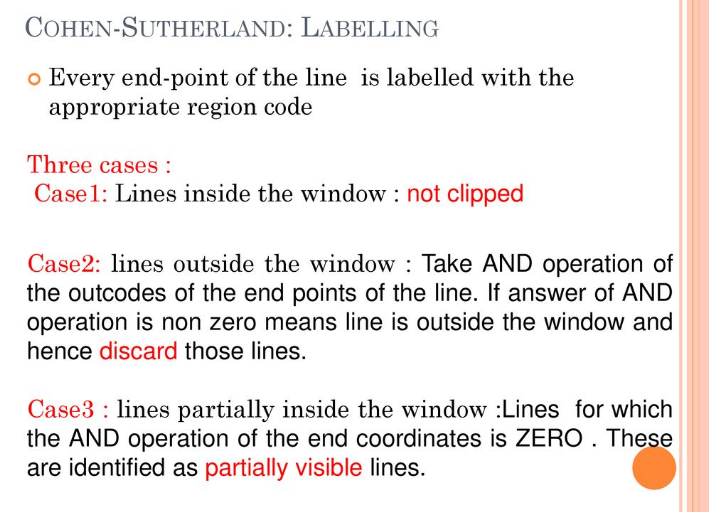 COHEN-SUTHERLAND: LABELLING
Every end-point of the line is labelled with the
appropriate region code
Three cases :
Case1: Lines inside the window : not clipped
Case2: lines outside the window : Take AND operation of
the outcodes of the end points of the line. If answer of AND
operation is non zero means line is outside the window and
hence discard those lines.
Case3 : lines partially inside the window :Lines for which
the AND operation of the end coordinates is ZERO . These
are identified as partially visible lines.